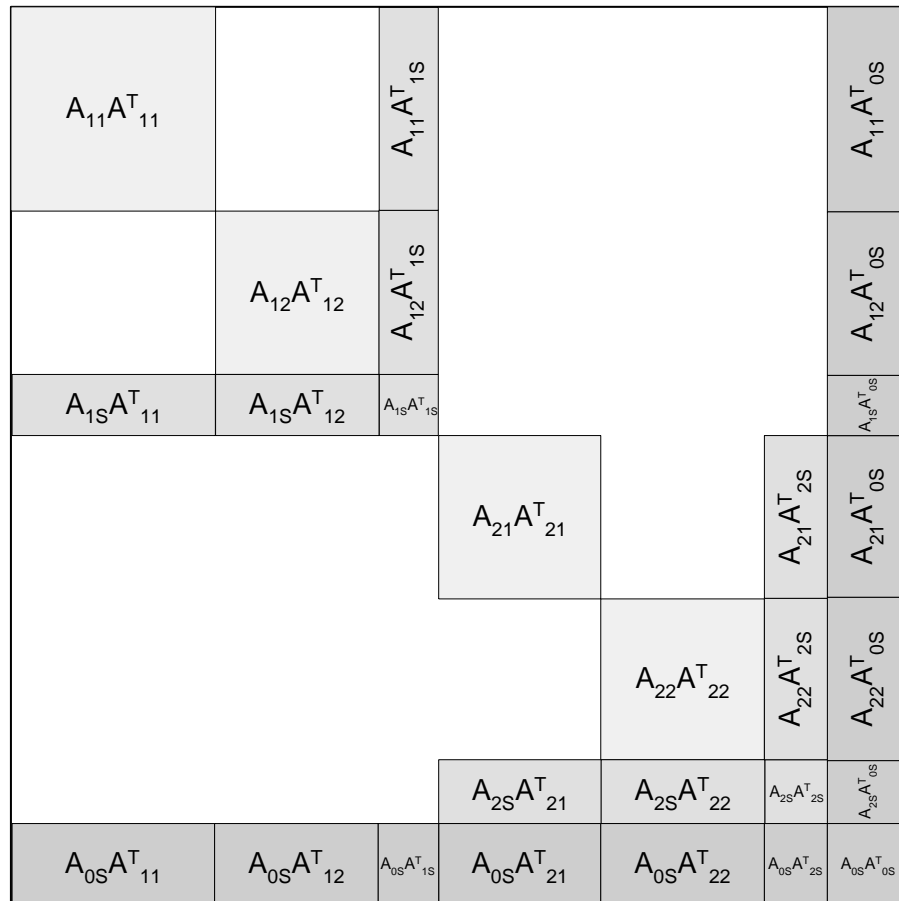 A₁₁Aᵀ₁₁ A₁₁Aᵀ₁S A₁₁Aᵀ₀S
A₁₂Aᵀ₁₂ A₁₂Aᵀ₁S A₁₂Aᵀ₀S
A₁SAᵀ₁₁ A₁SAᵀ₁₂ A₁SAᵀ₁S A₁SAᵀ₀S
A₂₁Aᵀ₂₁ A₂₁Aᵀ₂S A₂₁Aᵀ₀S
A₂₂Aᵀ₂₂ A₂₂Aᵀ₂S A₂₂Aᵀ₀S
A₂SAᵀ₂₁ A₂SAᵀ₂₂ A₂SAᵀ₂S A₂SAᵀ₀S
A₀SAᵀ₁₁ A₀SAᵀ₁₂ A₀SAᵀ₁S A₀SAᵀ₂₁ A₀SAᵀ₂₂ A₀SAᵀ₂S A₀SAᵀ₀S